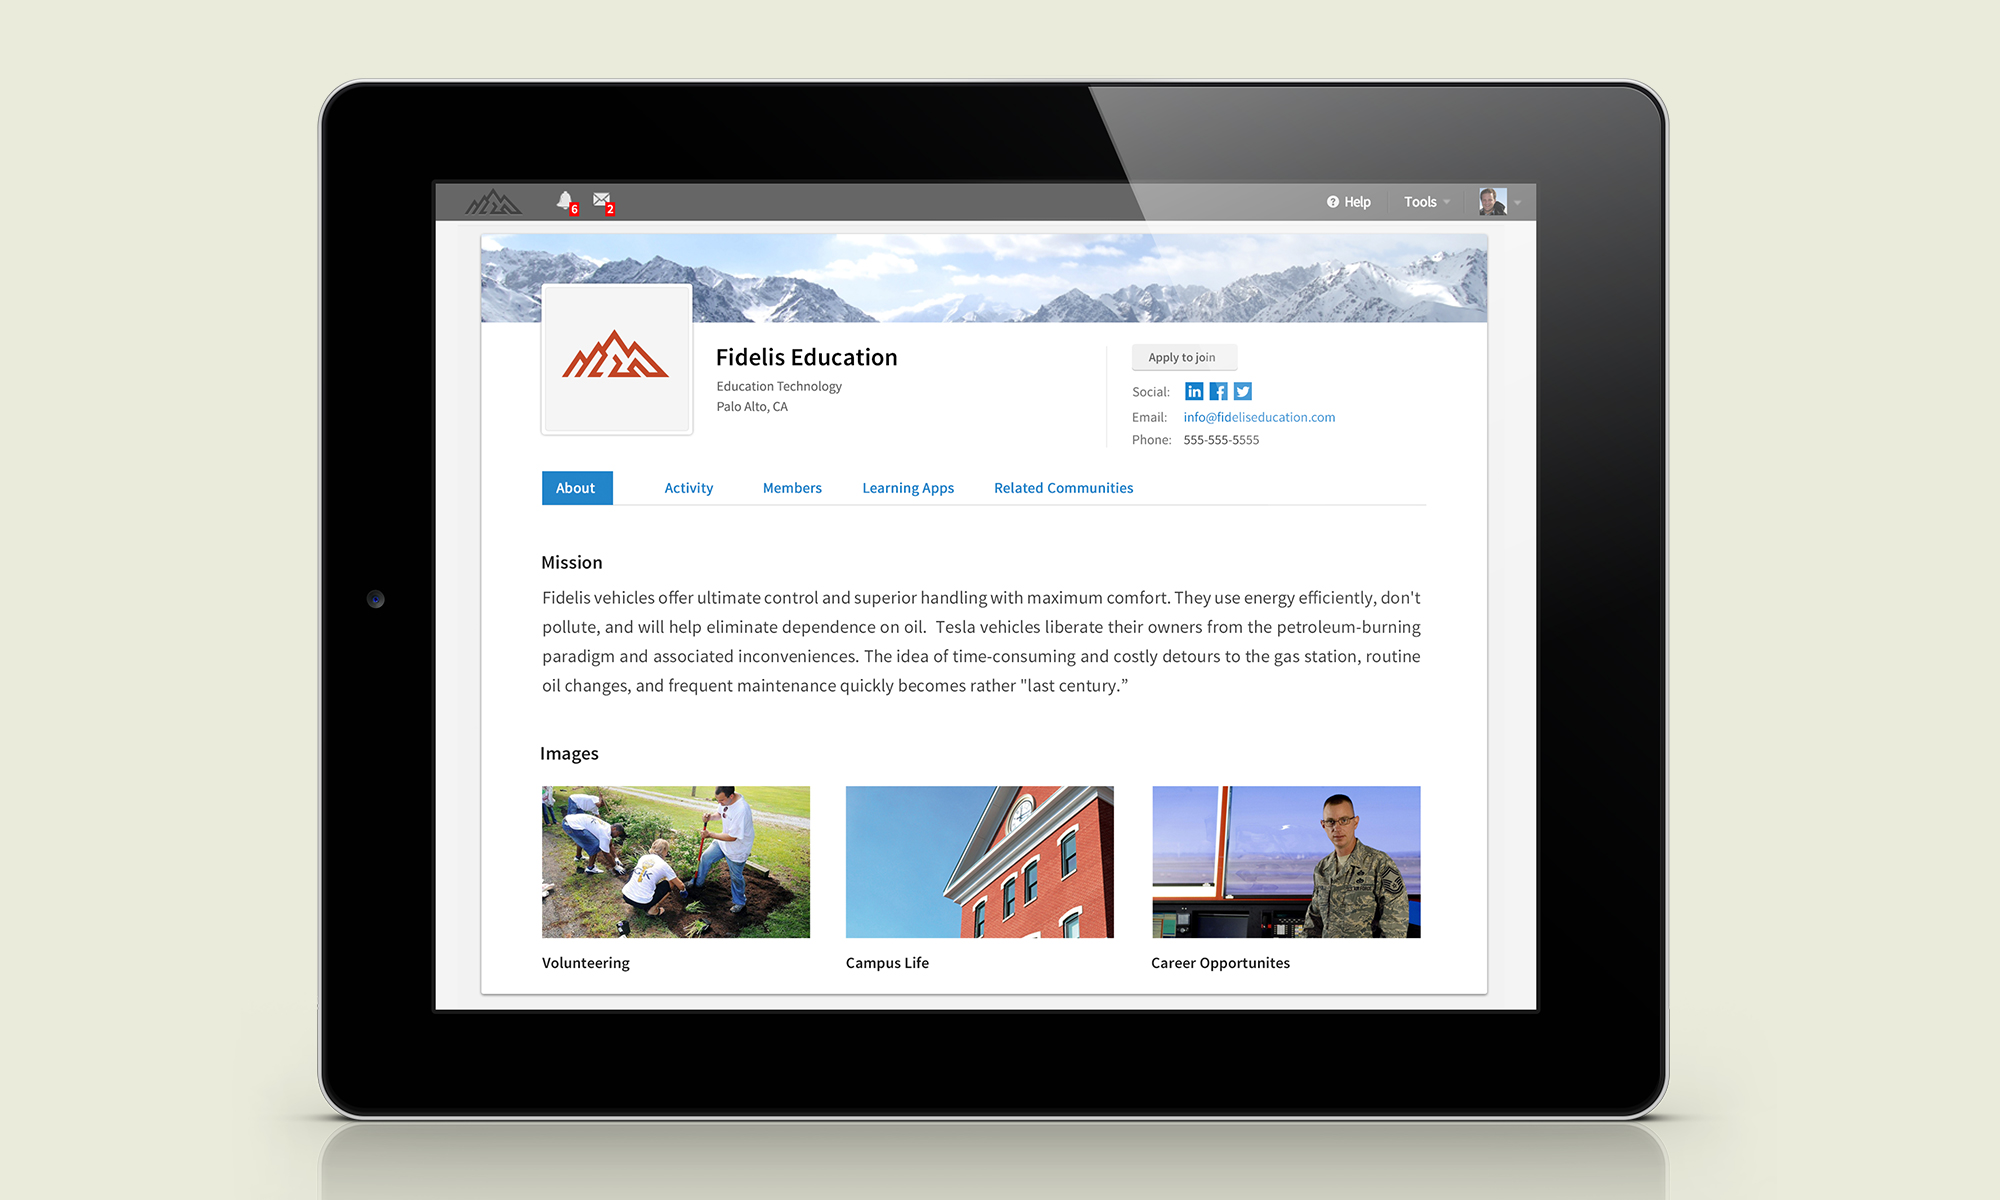 6
2
Help
Tools
Fidelis Education
Education Technology
Palo Alto, CA
Apply to join
Social:
Email: info@fideliseducation.com
Phone: 555-555-5555
About
Activity
Members
Learning Apps
Related Communities
Mission
Fidelis vehicles offer ultimate control and superior handling with maximum comfort. They use energy efficiently, don't
pollute, and will help eliminate dependence on oil.  Tesla vehicles liberate their owners from the petroleum-burning
paradigm and associated inconveniences. The idea of time-consuming and costly detours to the gas station, routine
oil changes, and frequent maintenance quickly becomes rather "last century.”
Images
Volunteering
Campus Life
Career Opportunites